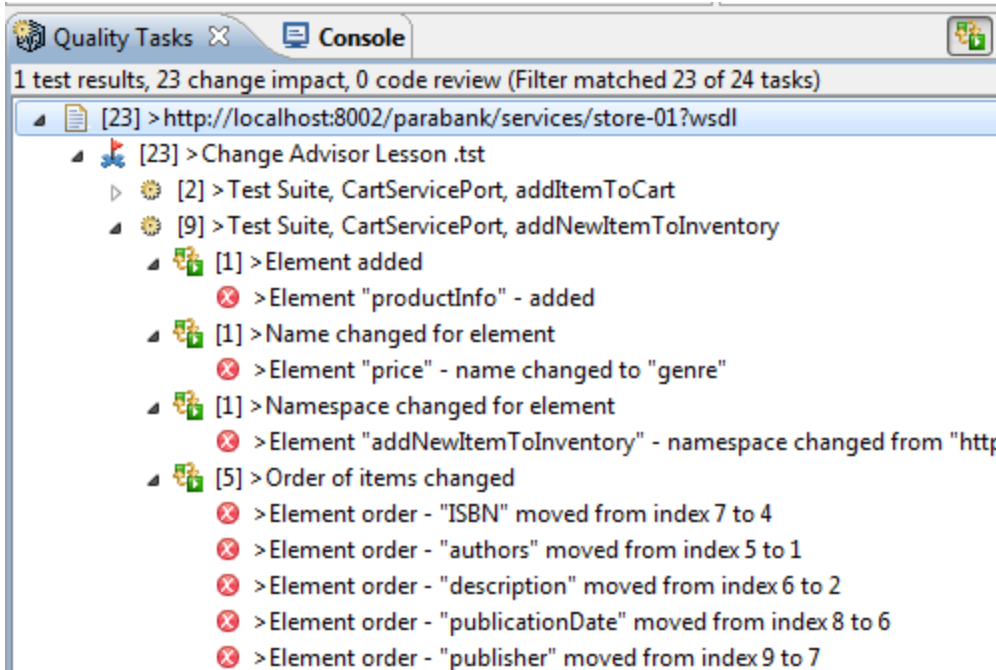 Quality Tasks Console
1 test results, 23 change impact, 0 code review (Filter matched 23 of 24 tasks)
[23] >http://localhost:8002/parabank/services/store-01?wsdl
[23] >Change Advisor Lesson .tst
[2] >Test Suite, CartServicePort, addItemToCart
[9] >Test Suite, CartServicePort, addNewItemToInventory
[1] >Element added
>Element "productInfo" - added
[1] >Name changed for element
>Element "price" - name changed to "genre"
[1] >Namespace changed for element
>Element "addNewItemToInventory" - namespace changed from "http
[5] >Order of items changed
>Element order - "ISBN" moved from index 7 to 4
>Element order - "authors" moved from index 5 to 1
>Element order - "description" moved from index 6 to 2
>Element order - "publicationDate" moved from index 8 to 6
>Element order - "publisher" moved from index 9 to 7